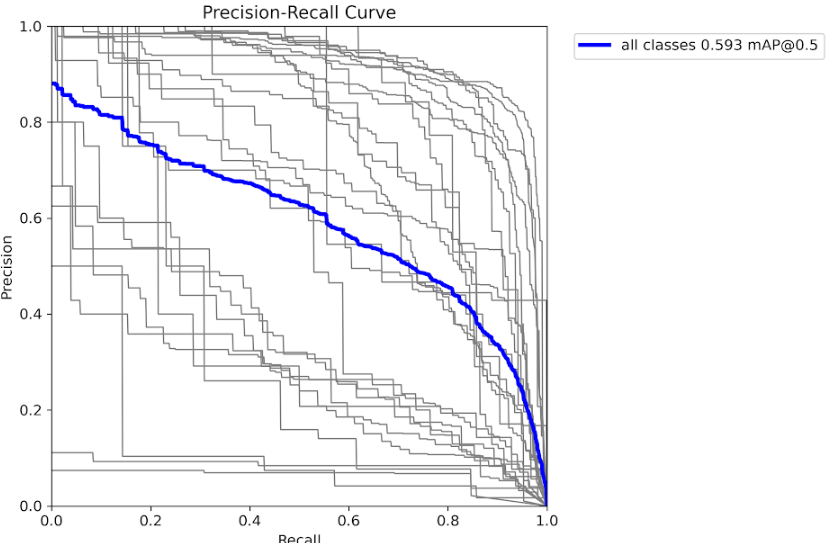 Precision-Recall Curve
all classes 0.593 mAP@0.5
1.0
0.8
0.6
0.4
0.2
0.0
Precision
0.0 0.2 0.4 0.6 0.8 1.0
Recall